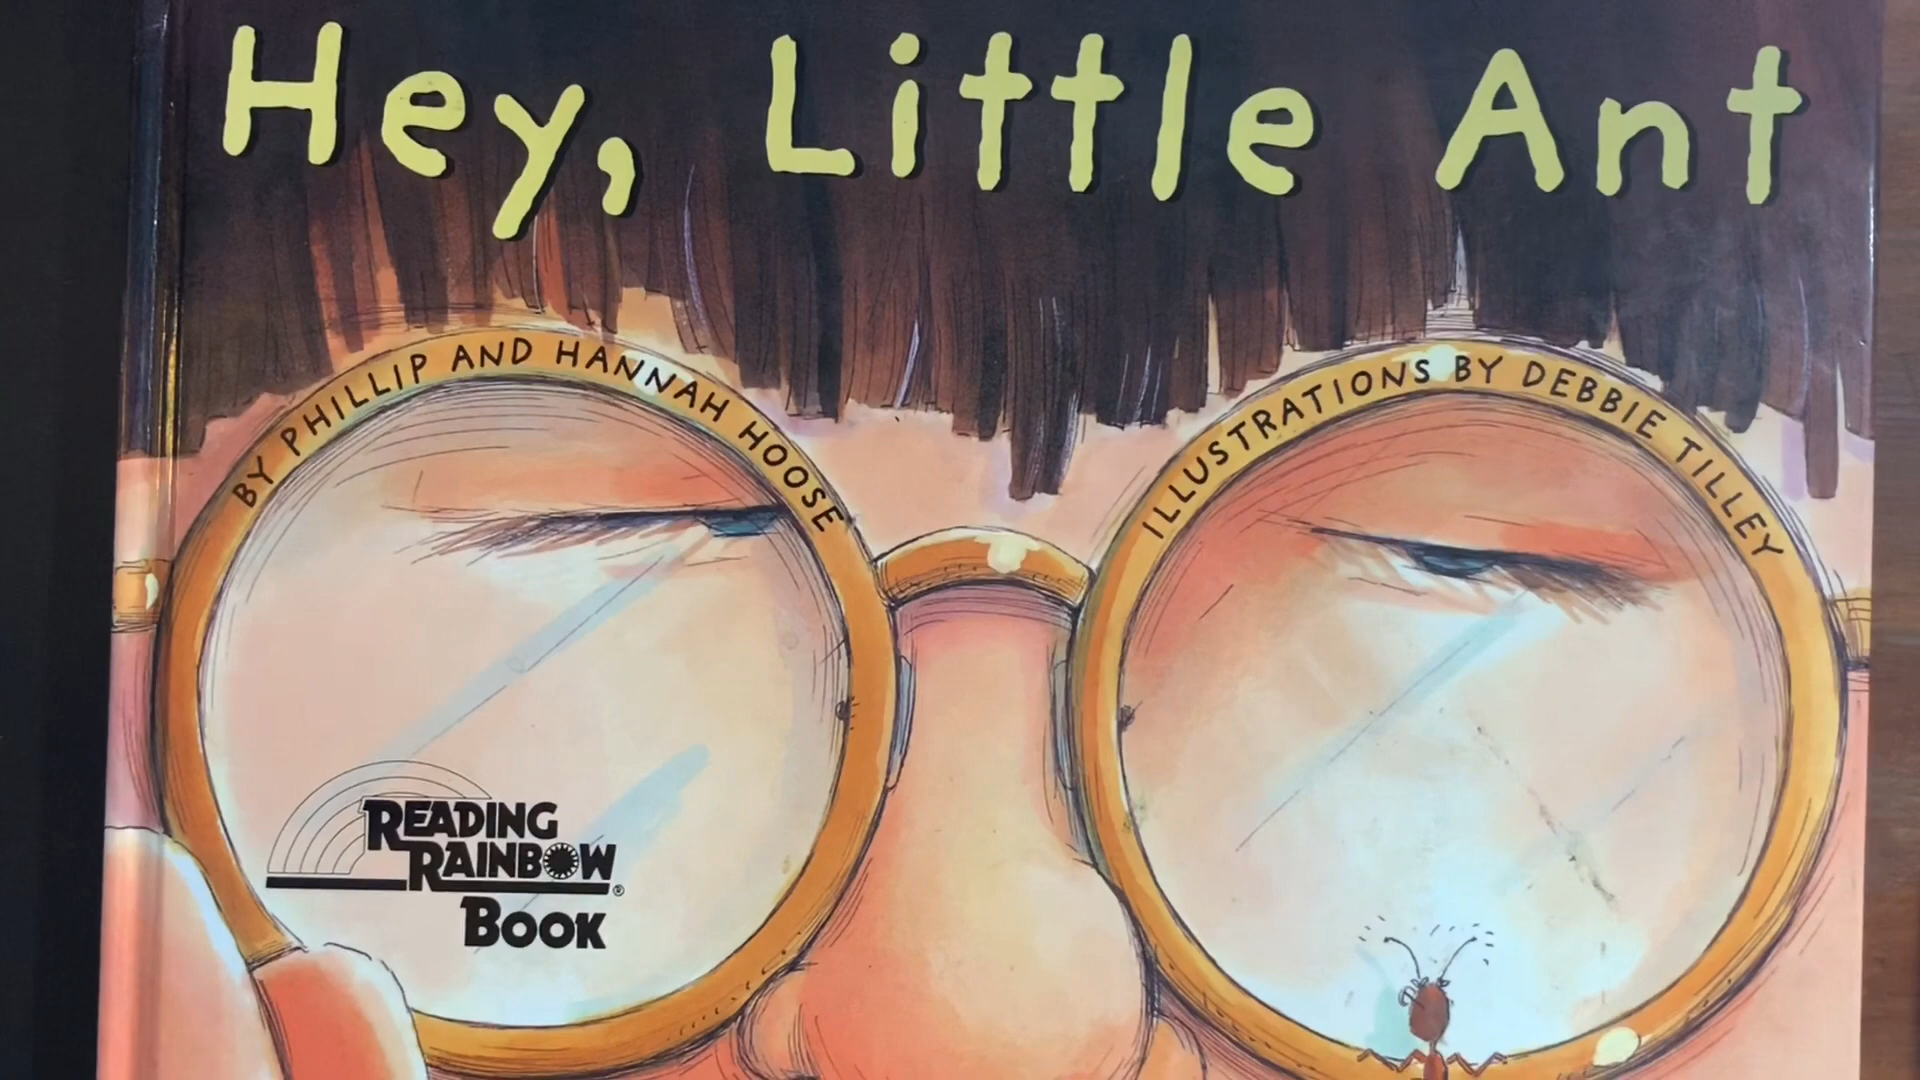 Hey, Little Ant
BY PHILLIP AND HANNAH HOOSE
ILLUSTRATIONS BY DEBBIE TILLEY
READING
RAINBOW®
BOOK